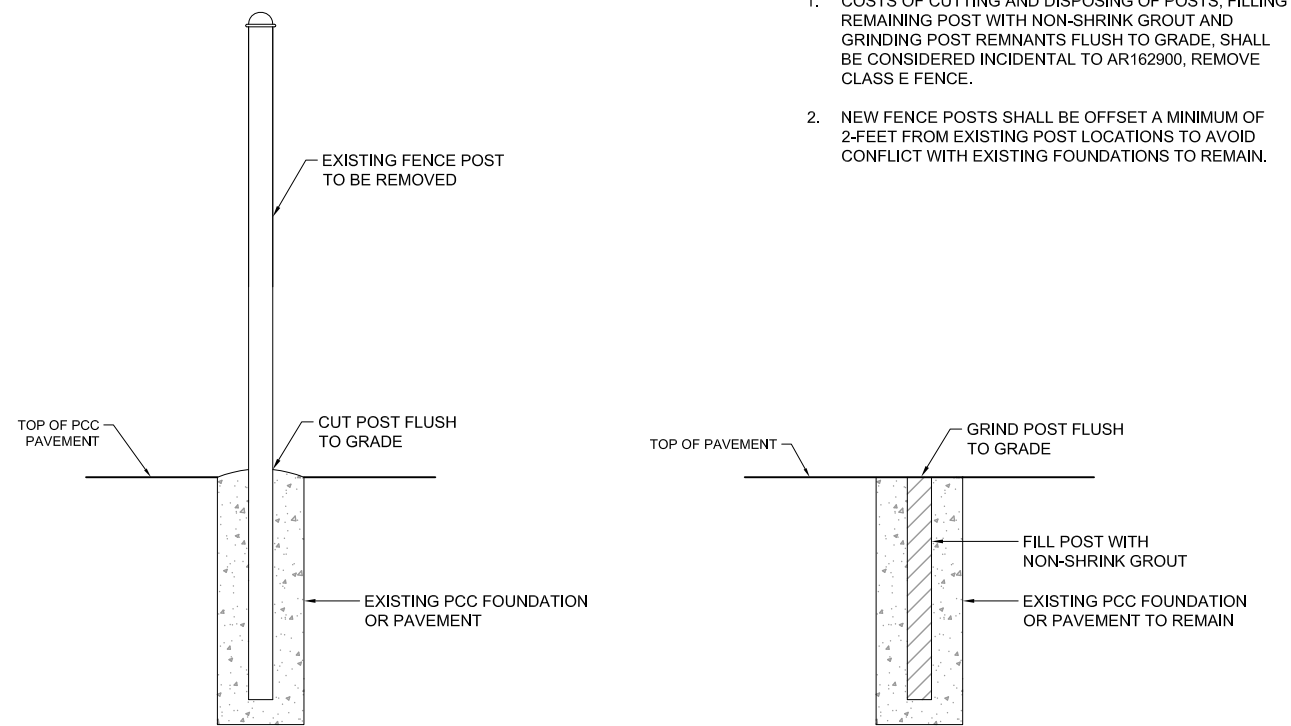 1. COSTS OF CUTTING AND DISPOSING OF POSTS, FILLING
REMAINING POST WITH NON-SHRINK GROUT AND
GRINDING POST REMNANTS FLUSH TO GRADE, SHALL
BE CONSIDERED INCIDENTAL TO AR162900, REMOVE
CLASS E FENCE.
2. NEW FENCE POSTS SHALL BE OFFSET A MINIMUM OF
2-FEET FROM EXISTING POST LOCATIONS TO AVOID
CONFLICT WITH EXISTING FOUNDATIONS TO REMAIN.
EXISTING FENCE POST
TO BE REMOVED
TOP OF PCC
PAVEMENT
CUT POST FLUSH
TO GRADE
EXISTING PCC FOUNDATION
OR PAVEMENT
TOP OF PAVEMENT
GRIND POST FLUSH
TO GRADE
FILL POST WITH
NON-SHRINK GROUT
EXISTING PCC FOUNDATION
OR PAVEMENT TO REMAIN